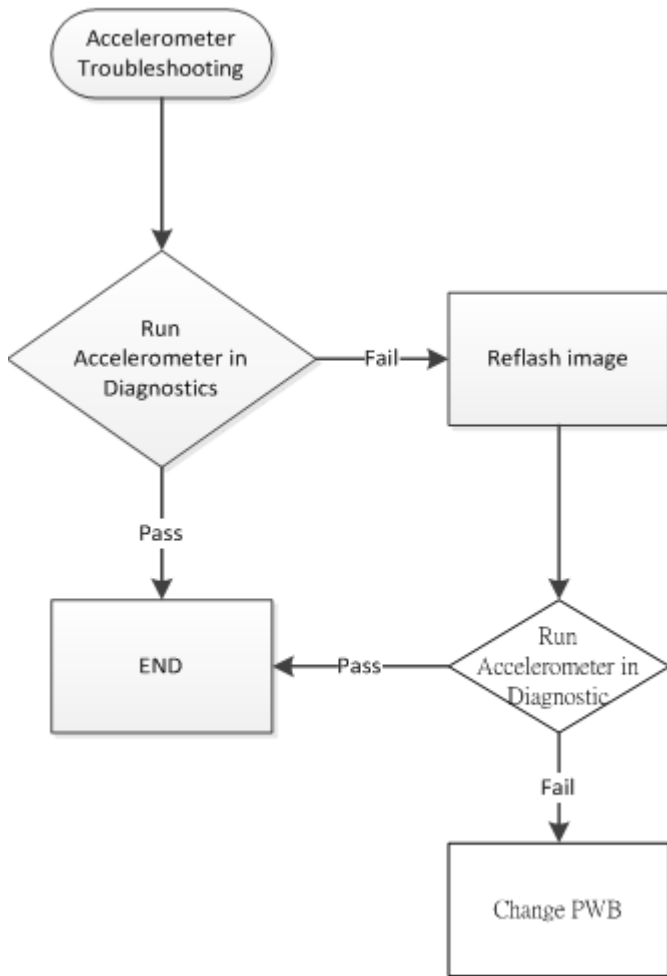 Accelerometer
Troubleshooting
Run
Accelerometer in
Diagnostics
Fail
Reflash image
Pass
END
Pass
Run
Accelerometer in
Diagnostic
Fail
Change PWB